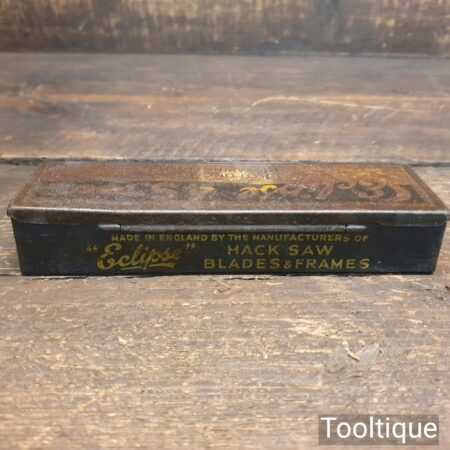 MADE IN ENGLAND BY THE MANUFACTURERS OF
"Eclipse" HACK SAW
BLADES & FRAMES
Tooltique